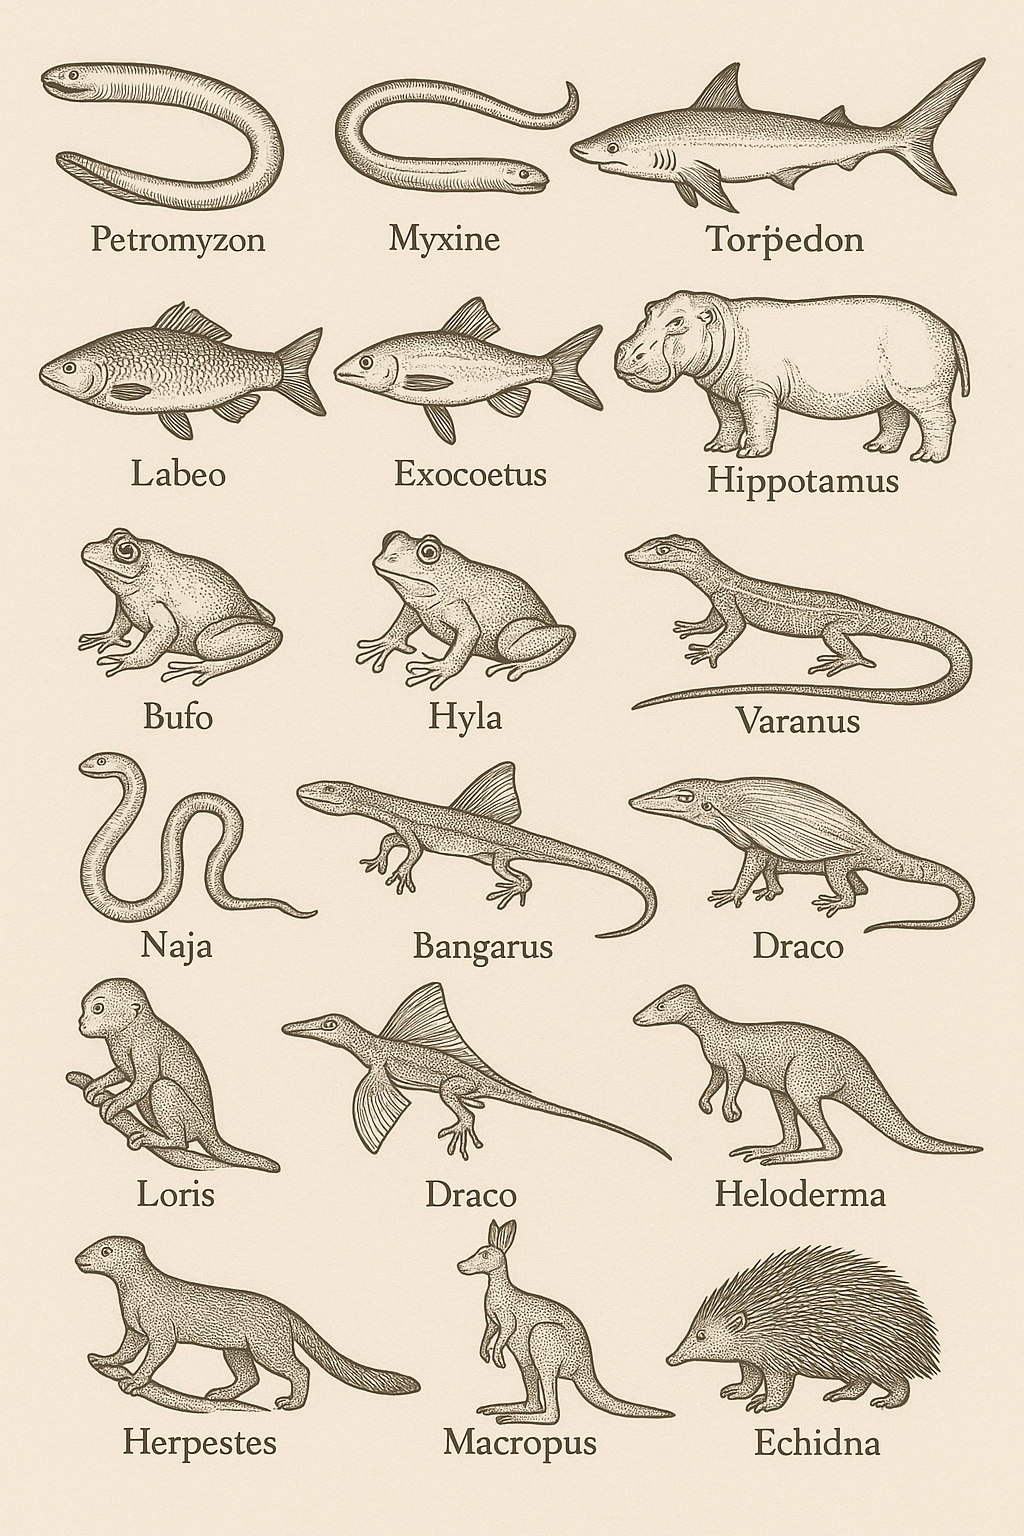 Petromyzon
Myxine
Torpedon
Labeo
Exocoetus
Hippotamus
Bufo
Hyla
Varanus
Naja
Bangarus
Draco
Loris
Draco
Heloderma
Herpestes
Macropus
Echidna